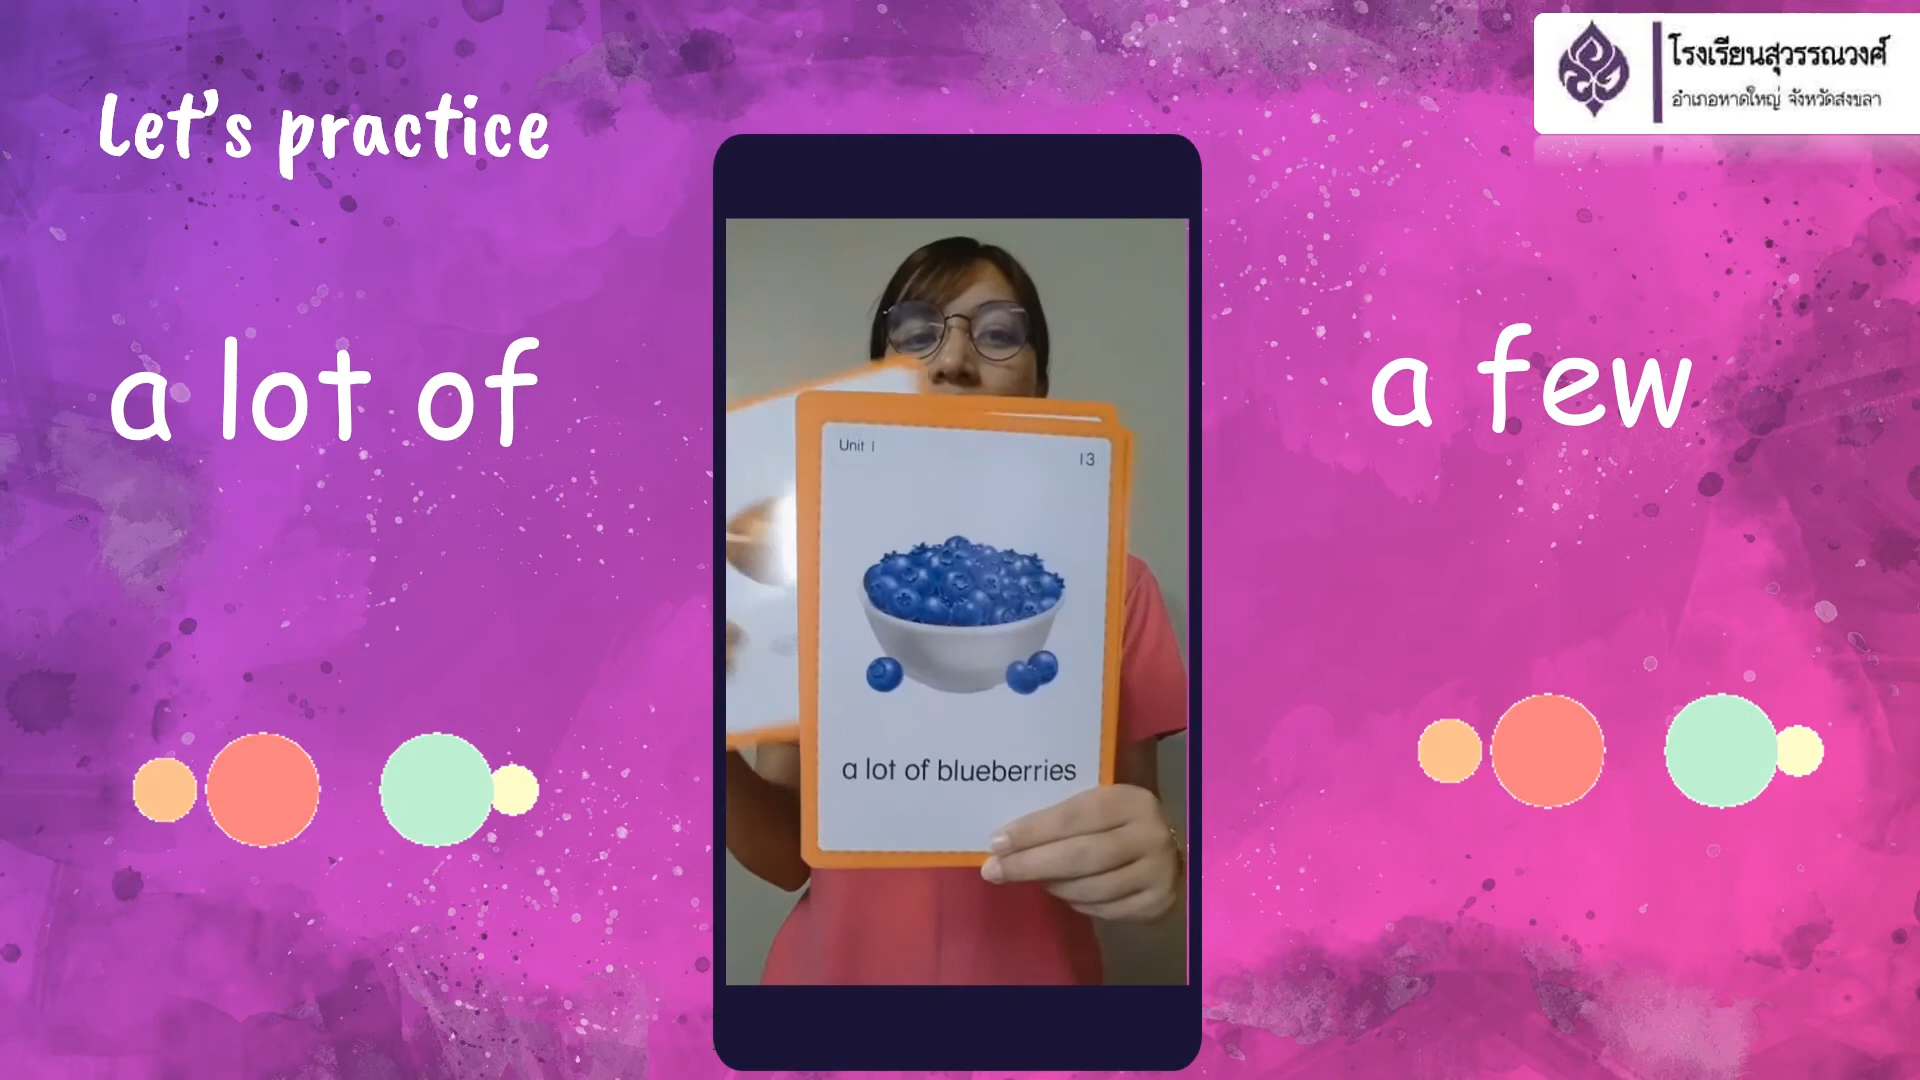 Let's practice
โรงเรียนสุวรรณวงศ์
อำเภอหาดใหญ่ จังหวัดสงขลา
a lot of
a few
Unit 1
13
a lot of blueberries